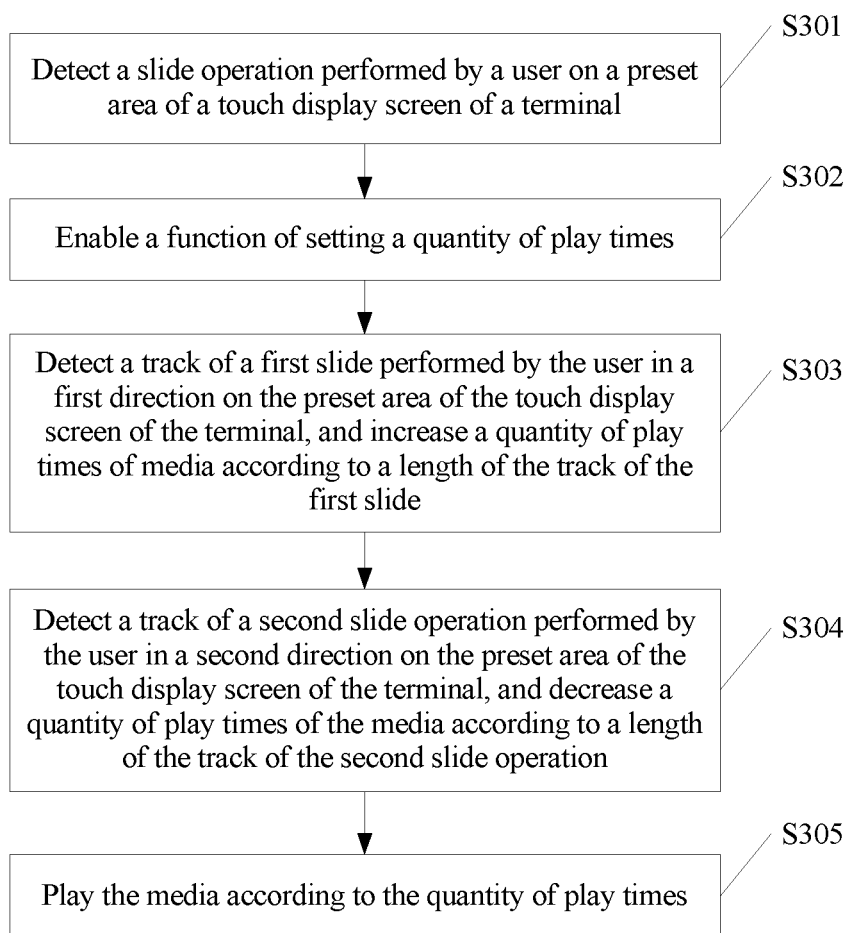 S301
Detect a slide operation performed by a user on a preset
area of a touch display screen of a terminal
S302
Enable a function of setting a quantity of play times
S303
Detect a track of a first slide performed by the user in a
first direction on the preset area of the touch display
screen of the terminal, and increase a quantity of play
times of media according to a length of the track of the
first slide
S304
Detect a track of a second slide operation performed by
the user in a second direction on the preset area of the
touch display screen of the terminal, and decrease a
quantity of play times of the media according to a length
of the track of the second slide operation
S305
Play the media according to the quantity of play times